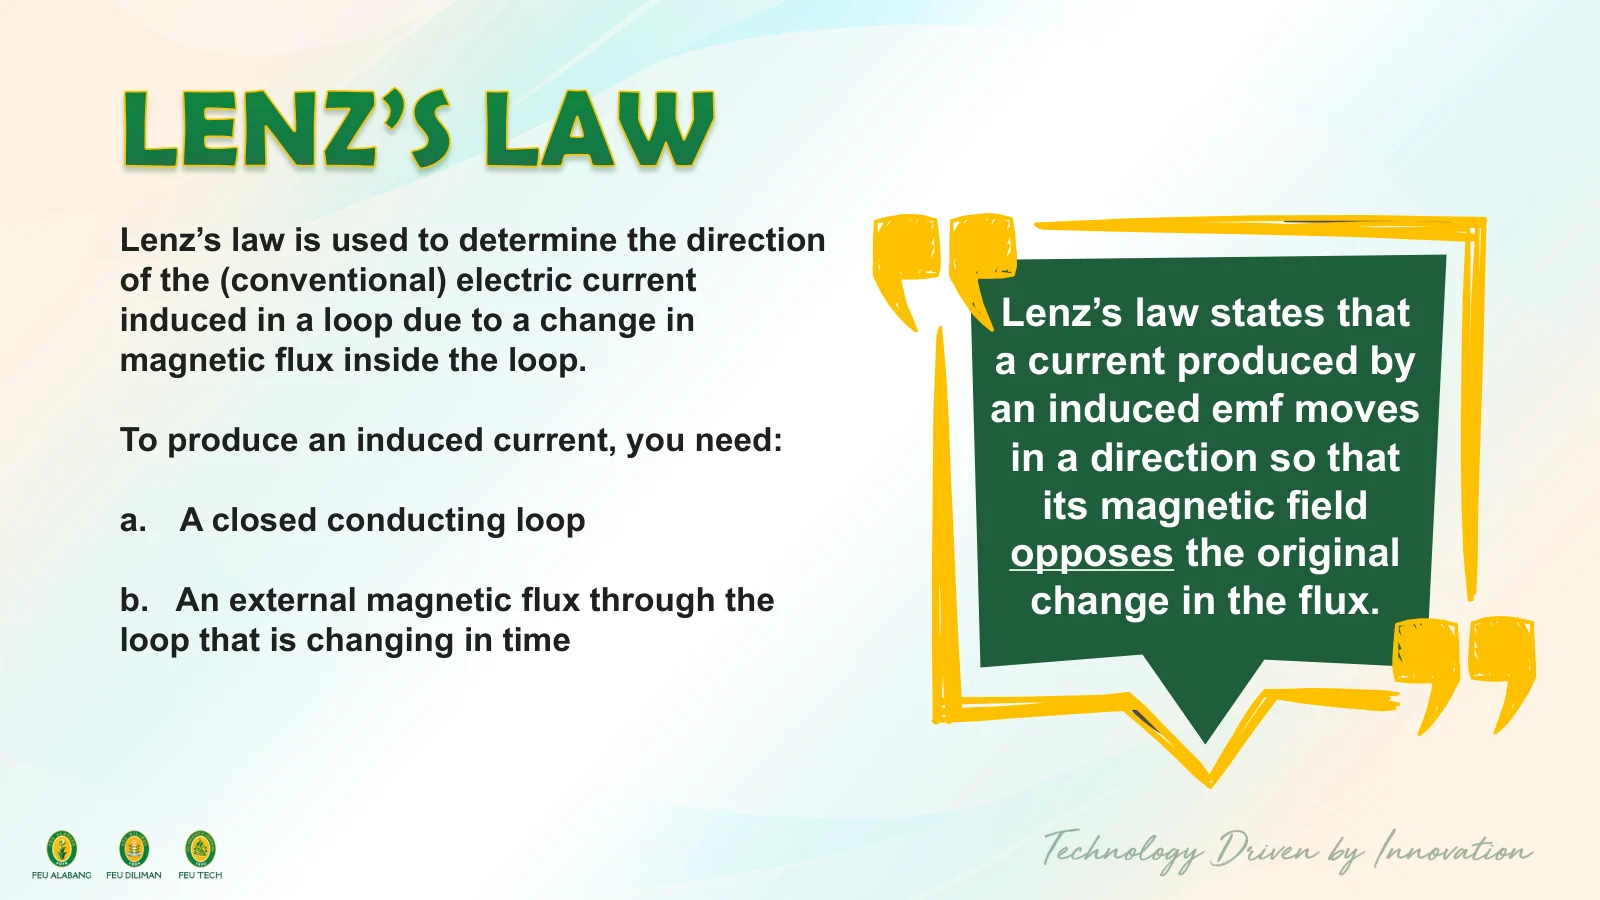 LENZ’S LAW
Lenz’s law is used to determine the direction
of the (conventional) electric current
induced in a loop due to a change in
magnetic flux inside the loop.
To produce an induced current, you need:
a. A closed conducting loop
b. An external magnetic flux through the
loop that is changing in time
Lenz’s law states that
a current produced by
an induced emf moves
in a direction so that
its magnetic field
opposes the original
change in the flux.
FEU ALABANG
FEU DILIMAN
FEU TECH
Technology Driven by Innovation